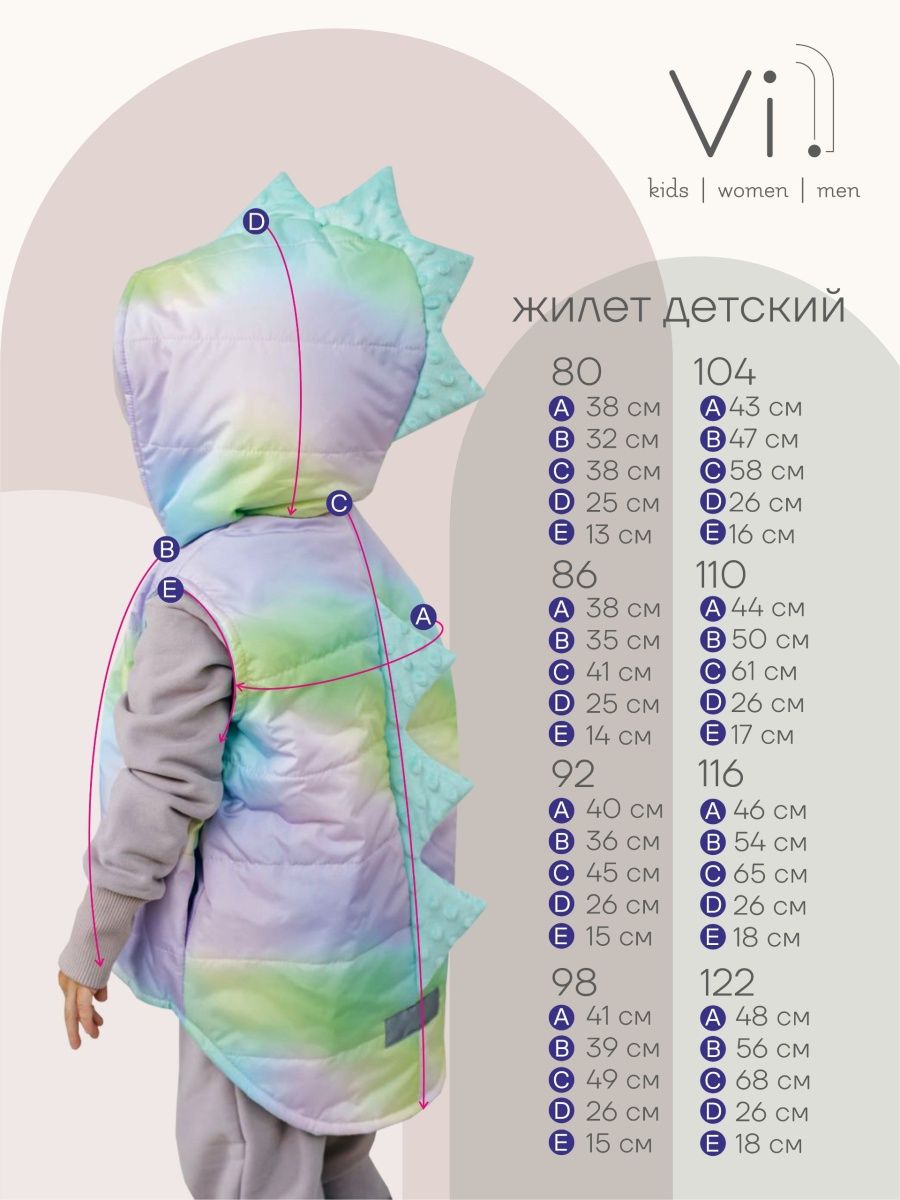 Vi.
kids | women | men
жилет детский
80
A 38 см
B 32 см
C 38 см
D 25 см
E 13 см
104
A 43 см
B 47 см
C 58 см
D 26 см
E 16 см
86
A 38 см
B 35 см
C 41 см
D 25 см
E 14 см
110
A 44 см
B 50 см
C 61 см
D 26 см
E 17 см
92
A 40 см
B 36 см
C 45 см
D 26 см
E 15 см
116
A 46 см
B 54 см
C 65 см
D 26 см
E 18 см
98
A 41 см
B 39 см
C 49 см
D 26 см
E 15 см
122
A 48 см
B 56 см
C 68 см
D 26 см
E 18 см
D
C
B
E
A